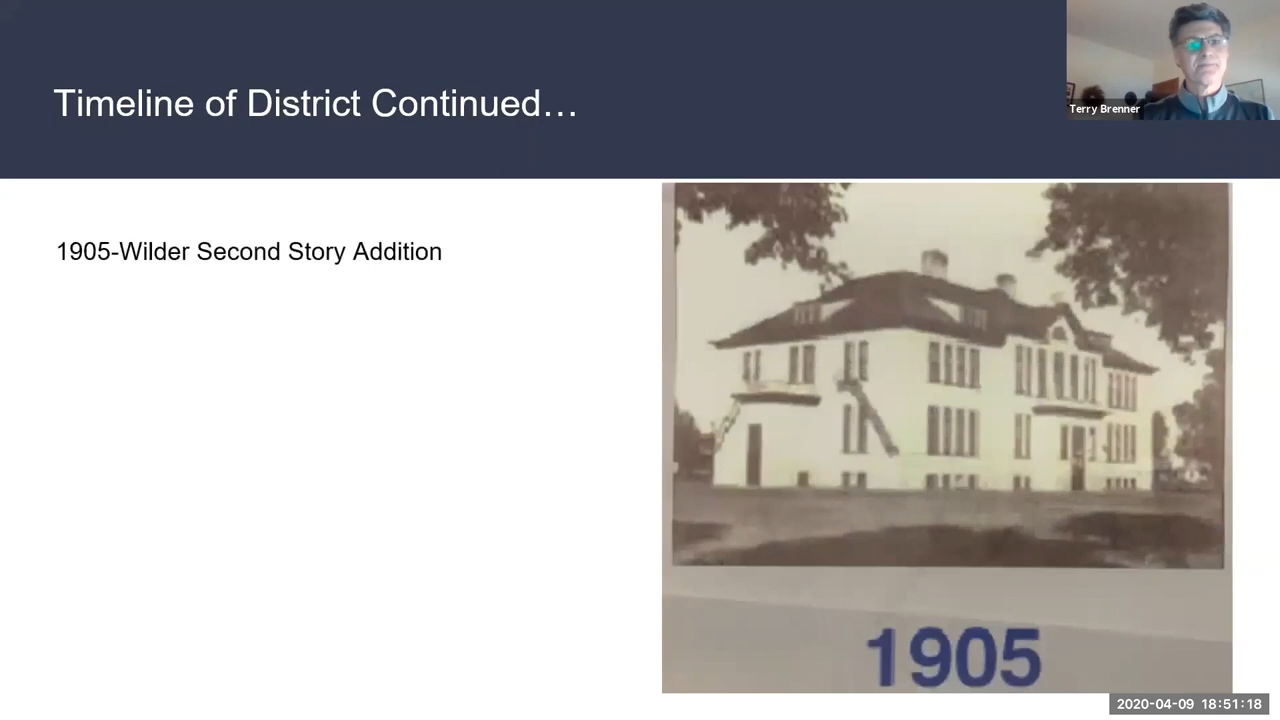 Timeline of District Continued…
Terry Brenner
1905-Wilder Second Story Addition
1905
2020-04-09 18:51:18